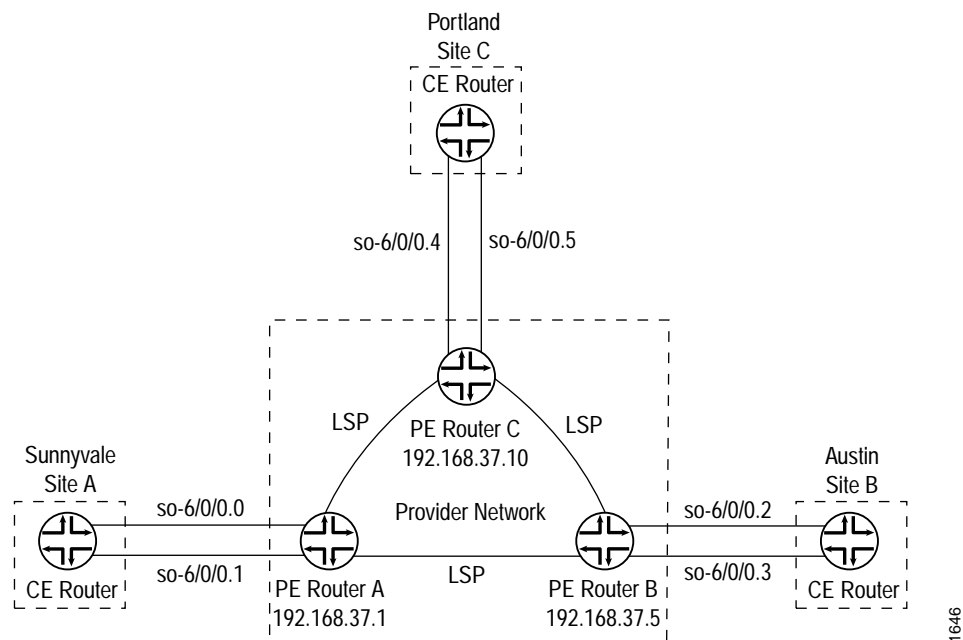 Portland
Site C
CE Router
so-6/0/0.4
so-6/0/0.5
LSP
LSP
PE Router C
192.168.37.10
Sunnyvale
Site A
Austin
Site B
so-6/0/0.0
Provider Network
so-6/0/0.2
so-6/0/0.1
LSP
so-6/0/0.3
CE Router
PE Router A
192.168.37.1
PE Router B
192.168.37.5
CE Router
1646